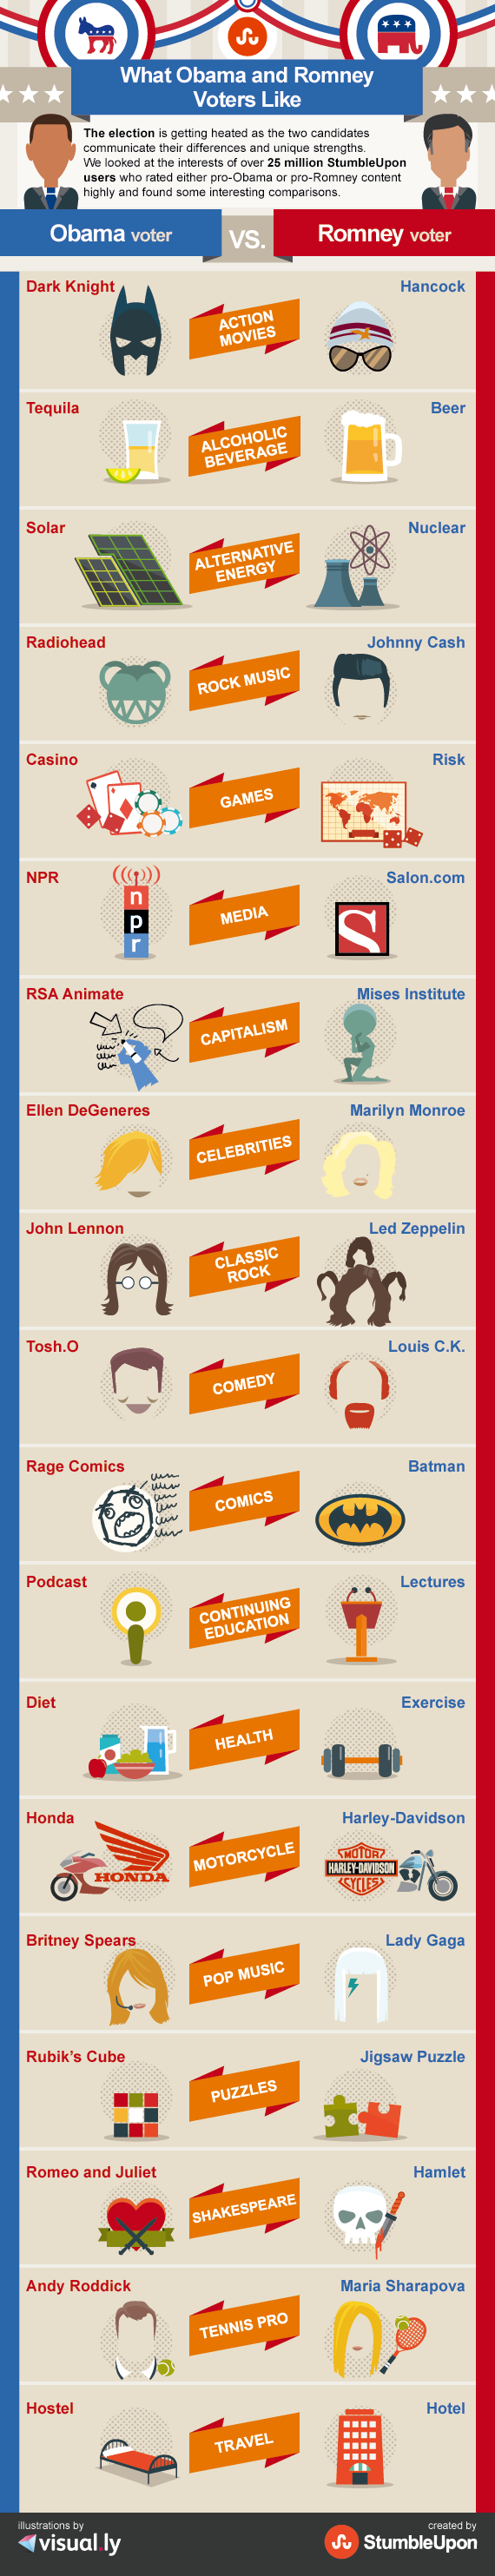 What Obama and Romney
Voters Like
The election is getting heated as the two candidates
communicate their differences and unique strengths.
We looked at the interests of over 25 million StumbleUpon
users who rated either pro-Obama or pro-Romney content
highly and found some interesting comparisons.
Obama voter
VS.
Romney voter
Dark Knight
ACTION
MOVIES
Hancock
Tequila
ALCOHOLIC
BEVERAGE
Beer
Solar
ALTERNATIVE
ENERGY
Nuclear
Radiohead
ROCK MUSIC
Johnny Cash
Casino
GAMES
Risk
NPR
n
p
r
MEDIA
Salon.com
S
RSA Animate
CAPITALISM
Mises Institute
Ellen DeGeneres
CELEBRITIES
Marilyn Monroe
John Lennon
CLASSIC
ROCK
Led Zeppelin
Tosh.O
COMEDY
Louis C.K.
Rage Comics
COMICS
Batman
Podcast
CONTINUING
EDUCATION
Lectures
Diet
HEALTH
Exercise
Honda
HONDA
MOTORCYCLE
Harley-Davidson
MOTOR
HARLEY-DAVIDSON
CYCLES
Britney Spears
POP MUSIC
Lady Gaga
Rubik's Cube
PUZZLES
Jigsaw Puzzle
Romeo and Juliet
SHAKESPEARE
Hamlet
Andy Roddick
TENNIS PRO
Maria Sharapova
Hostel
TRAVEL
Hotel
illustrations by
visual.ly
created by
StumbleUpon